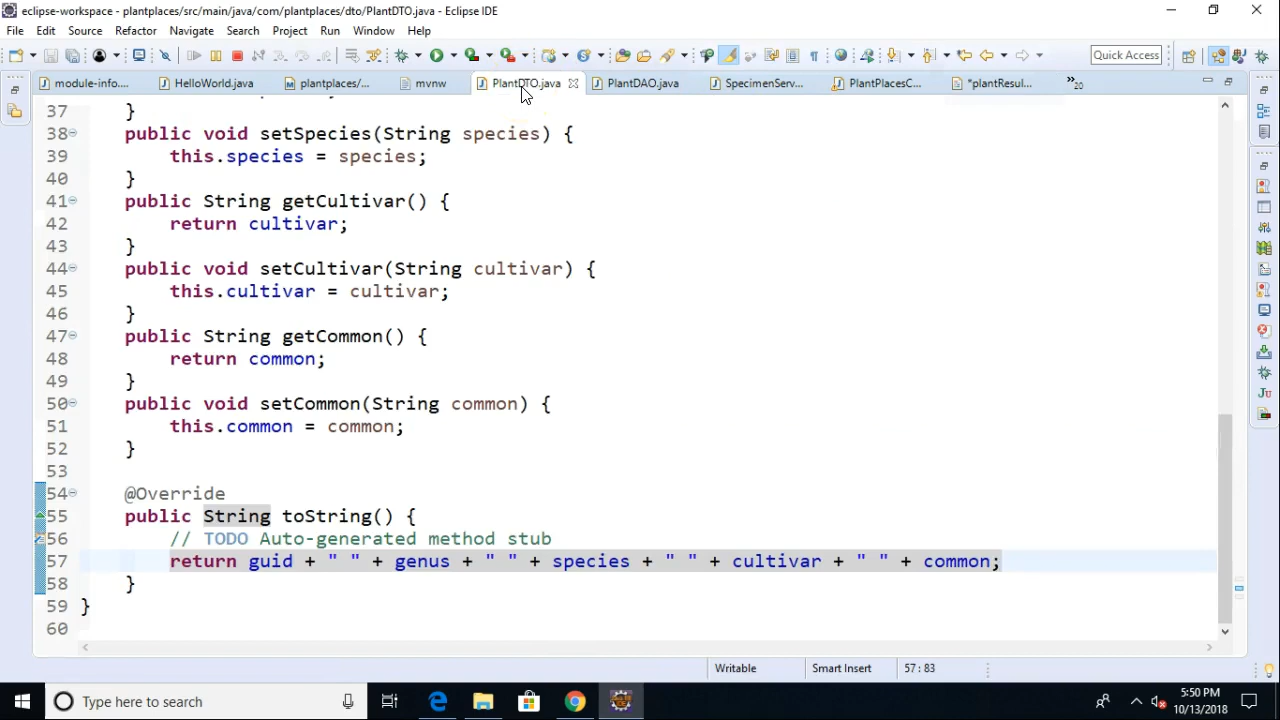 eclipse-workspace - plantplaces/src/main/java/com/plantplaces/dto/PlantDTO.java - Eclipse IDE
File Edit Source Refactor Navigate Search Project Run Window Help
Quick Access
module-info.... HelloWorld.java plantplaces/... mvnw PlantDTO.java PlantDAO.java SpecimenServ... PlantPlacesC... *plantResul... »20
37 }
38 public void setSpecies(String species) {
39 this.species = species;
40 }
41 public String getCultivar() {
42 return cultivar;
43 }
44 public void setCultivar(String cultivar) {
45 this.cultivar = cultivar;
46 }
47 public String getCommon() {
48 return common;
49 }
50 public void setCommon(String common) {
51 this.common = common;
52 }
53
54 @Override
55 public String toString() {
56 // TODO Auto-generated method stub
57 return guid + " " + genus + " " + species + " " + cultivar + " " + common;
58 }
59 }
60
Writable Smart Insert 57 : 83
Type here to search
5:50 PM
10/13/2018